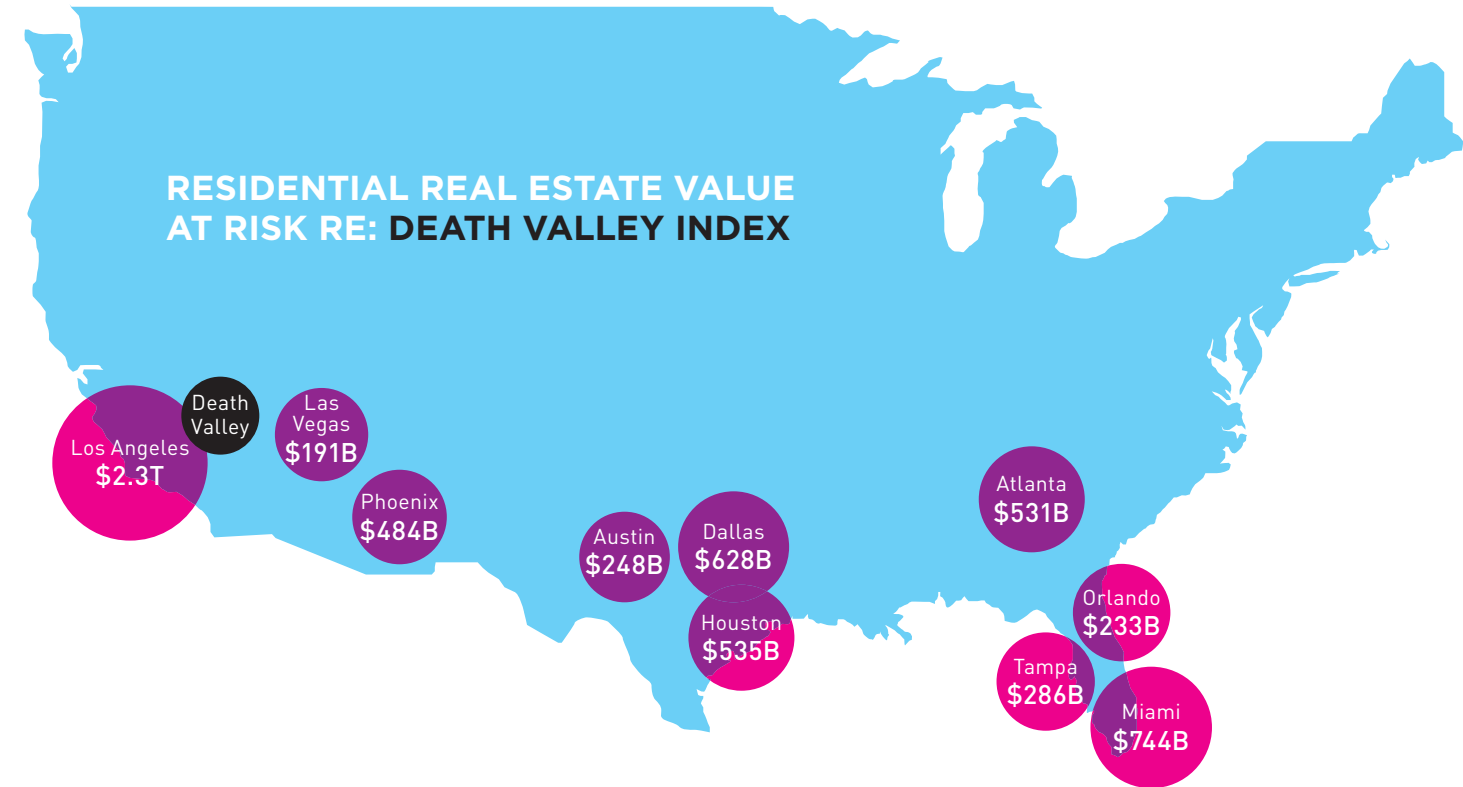 RESIDENTIAL REAL ESTATE VALUE
AT RISK RE: DEATH VALLEY INDEX
Death
Valley
Los Angeles
$2.3T
Las
Vegas
$191B
Phoenix
$484B
Austin
$248B
Dallas
$628B
Houston
$535B
Atlanta
$531B
Orlando
$233B
Tampa
$286B
Miami
$744B